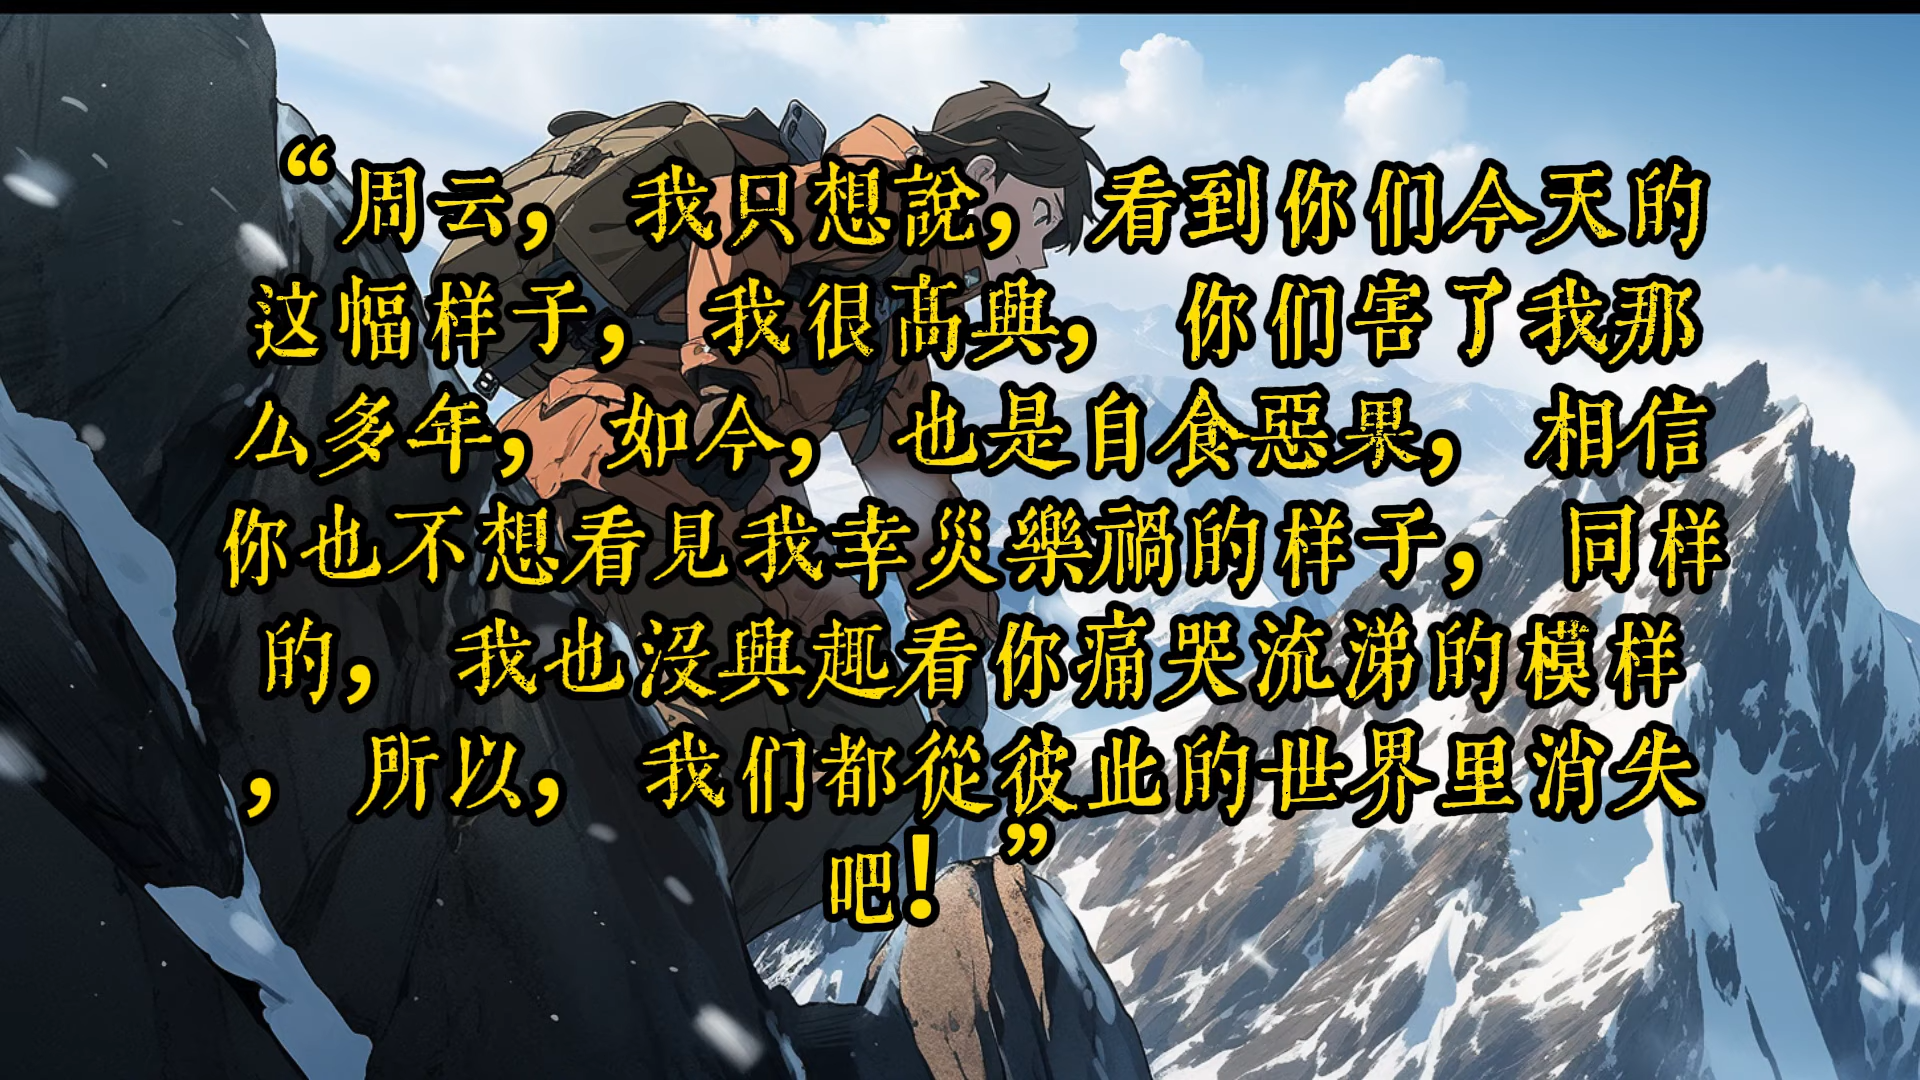 “周云，我只想說，看到你们今天的
这幅样子，我很高興，你们害了我那
么多年，如今，也是自食惡果，相信
你也不想看見我幸災樂禍的样子，同样
的，我也沒興趣看你痛哭流涕的模样
，所以，我们都從彼此的世界里消失
吧！”